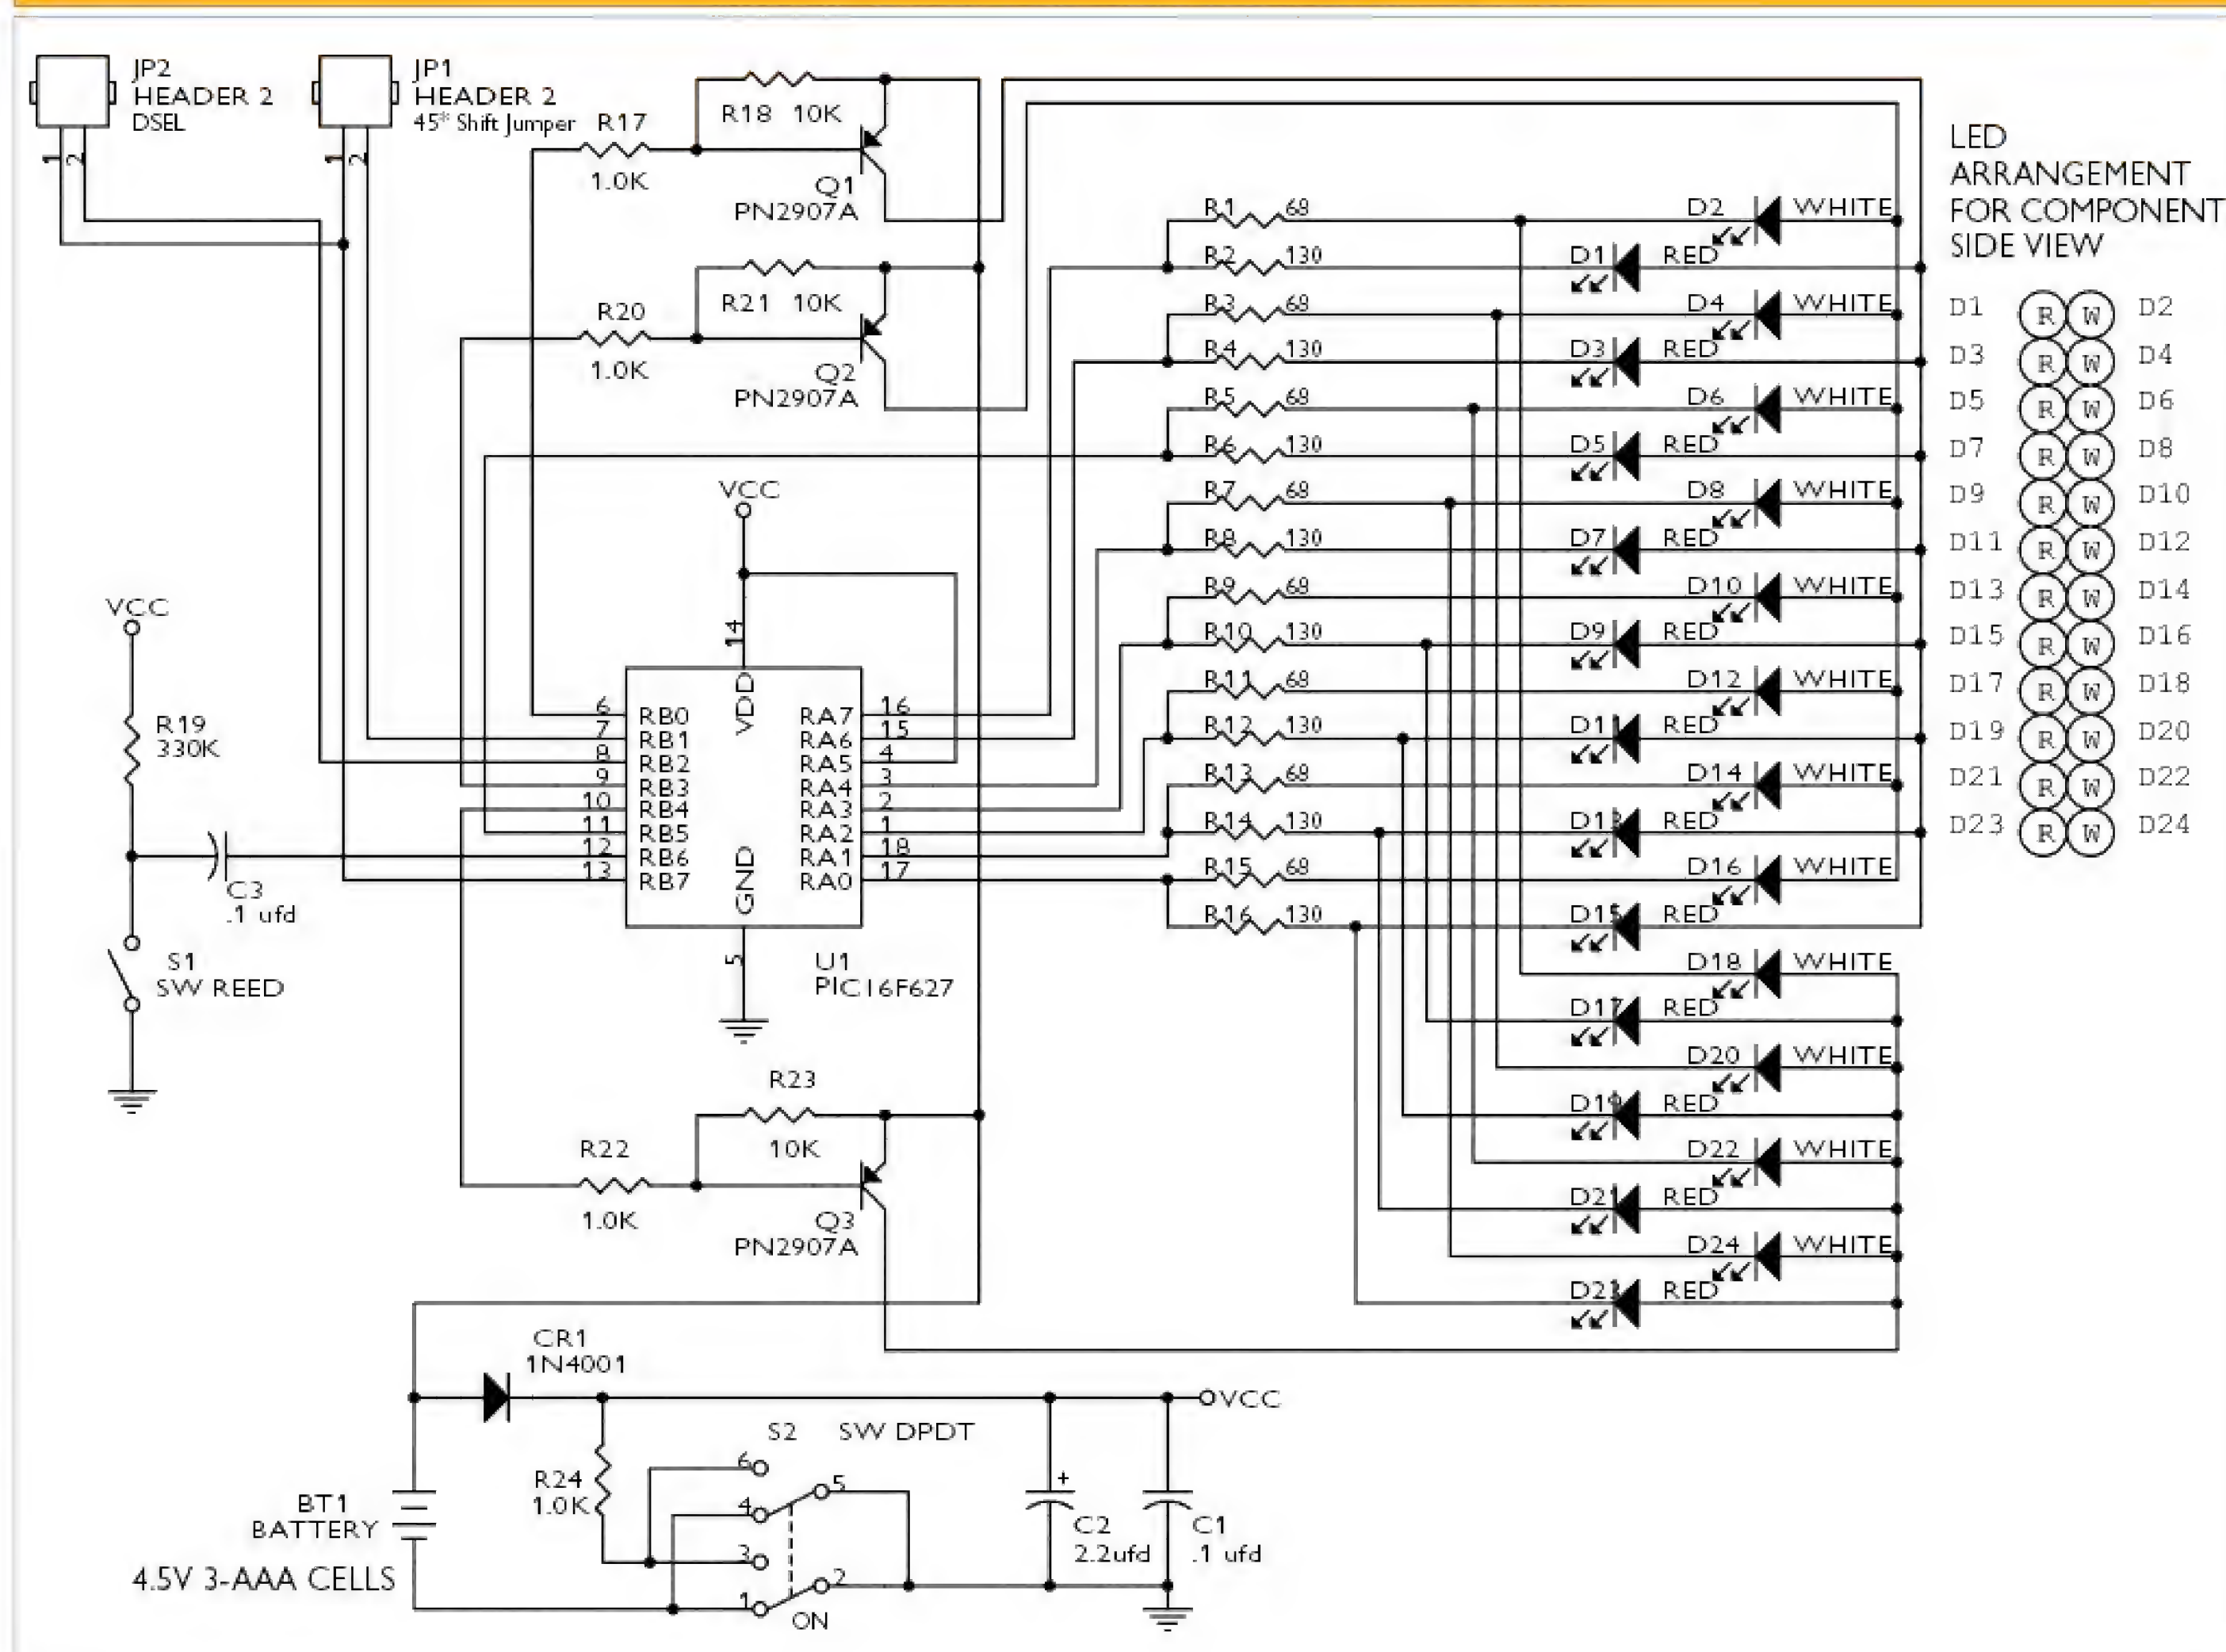 JP2
HEADER 2
DSEL
1
2
JP1
HEADER 2
45* Shift Jumper
1
2
R17
1.0K
R18 10K
Q1
PN2907A
R20
1.0K
R21 10K
Q2
PN2907A
VCC
14
VDD
GND
5
6 RB0
7 RB1
8 RB2
9 RB3
10 RB4
11 RB5
12 RB6
13 RB7
RA7 16
RA6 15
RA5 4
RA4 3
RA3 2
RA2 1
RA1 18
RA0 17
U1
PIC16F627
VCC
R19
330K
C3
.1 ufd
S1
SW REED
R23
10K
R22
1.0K
Q3
PN2907A
R1 68 D2 WHITE
R2 130 D1 RED
R3 68 D4 WHITE
R4 130 D3 RED
R5 68 D6 WHITE
R6 130 D5 RED
R7 68 D8 WHITE
R8 130 D7 RED
R9 68 D10 WHITE
R10 130 D9 RED
R11 68 D12 WHITE
R12 130 D11 RED
R13 68 D14 WHITE
R14 130 D13 RED
R15 68 D16 WHITE
R16 130 D15 RED
D18 WHITE
D17 RED
D20 WHITE
D19 RED
D22 WHITE
D21 RED
D24 WHITE
D23 RED
LED
ARRANGEMENT
FOR COMPONENT
SIDE VIEW
D1 R W D2
D3 R W D4
D5 R W D6
D7 R W D8
D9 R W D10
D11 R W D12
D13 R W D14
D15 R W D16
D17 R W D18
D19 R W D20
D21 R W D22
D23 R W D24
CR1
1N4001
VCC
S2 SW DPDT
6
5
4
3
2
1
ON
R24
1.0K
BT1
BATTERY
4.5V 3-AAA CELLS
+
C2
2.2ufd
C1
.1 ufd